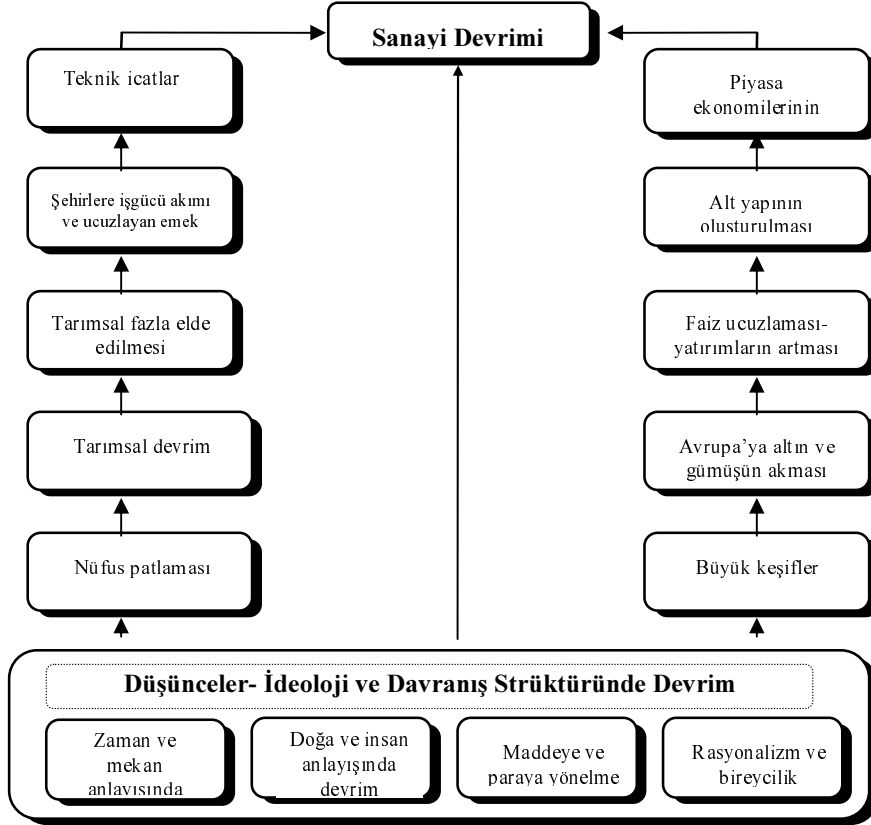 Sanayi Devrimi
Teknik icatlar
Şehirlere işgücü akımı
ve ucuzlayan emek
Tarımsal fazla elde
edilmesi
Tarımsal devrim
Nüfus patlaması
Piyasa
ekonomilerinin
Alt yapının
oluşturulması
Faiz ucuzlaması-
yatırımların artması
Avrupa’ya altın ve
gümüşün akması
Büyük keşifler
Düşünceler- İdeoloji ve Davranış Strüktüründe Devrim
Zaman ve
mekan
anlayışında
Doğa ve insan
anlayışında
devrim
Maddeye ve
paraya yönelme
Rasyonalizm ve
bireycilik